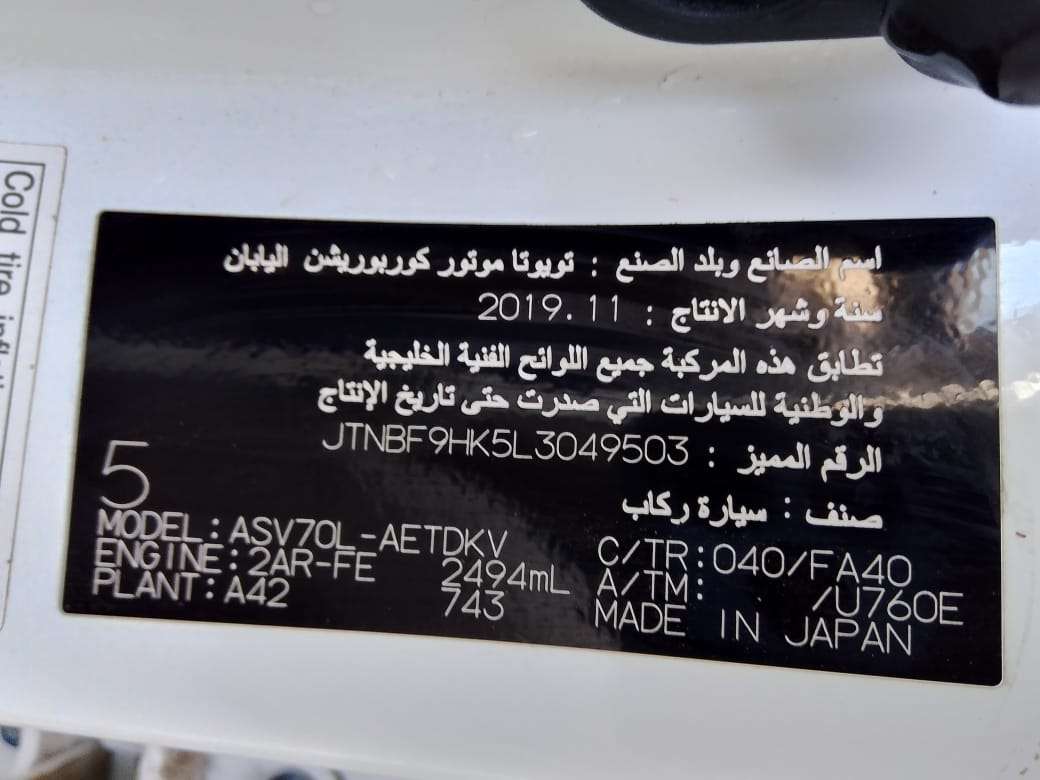 اسم الصانع وبلد الصنع : تويوتا موتور كوربوريشن اليابان
سنة وشهر الانتاج : 2019.11
تطابق هذه المركبة جميع اللوائح الفنية الخليجية
والوطنية للسيارات التي صدرت حتى تاريخ الإنتاج
الرقم المميز : JTNBF9HK5L3049503
صنف : سيارة ركاب
5
MODEL: ASV70L-AETDKV C/TR: 040/FA40
ENGINE: 2AR-FE 2494mL A/TM: /U760E
PLANT: A42 743 MADE IN JAPAN
Cold tire